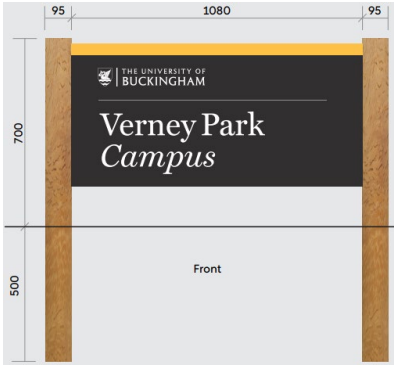 95 1080 95
700
THE UNIVERSITY OF
BUCKINGHAM
Verney Park
Campus
500
Front